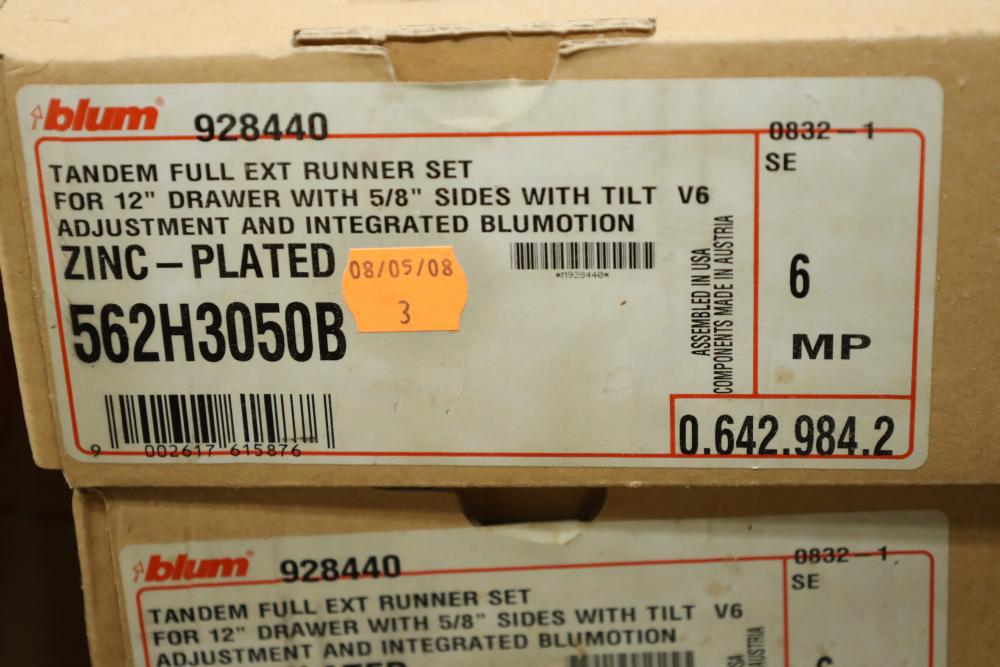 blum® 928440
0832-1
SE
TANDEM FULL EXT RUNNER SET
FOR 12" DRAWER WITH 5/8" SIDES WITH TILT V6
ADJUSTMENT AND INTEGRATED BLUMOTION
ZINC-PLATED
08/05/08
3
*M928440*
562H3050B
ASSEMBLED IN USA
COMPONENTS MADE IN AUSTRIA
6
MP
9 002617 615876
0.642.984.2
blum® 928440
0832-1
SE
TANDEM FULL EXT RUNNER SET
FOR 12" DRAWER WITH 5/8" SIDES WITH TILT V6
ADJUSTMENT AND INTEGRATED BLUMOTION